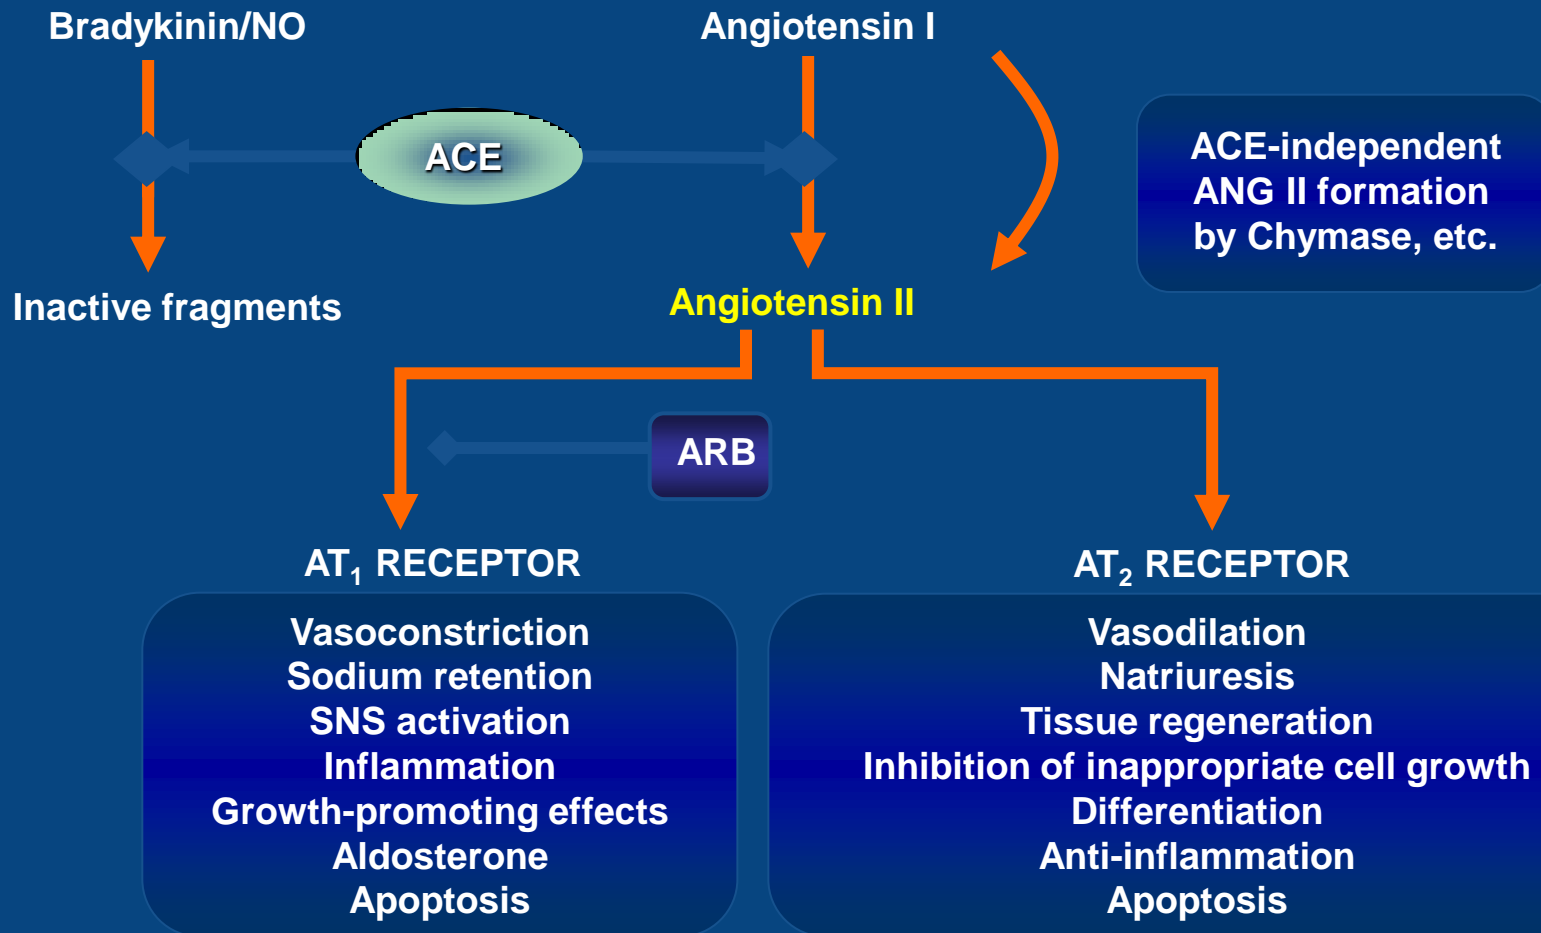 Bradykinin/NO
Angiotensin I
ACE
ACE-independent
ANG II formation
by Chymase, etc.
Inactive fragments
Angiotensin II
ARB
AT₁ RECEPTOR
Vasoconstriction
Sodium retention
SNS activation
Inflammation
Growth-promoting effects
Aldosterone
Apoptosis
AT₂ RECEPTOR
Vasodilation
Natriuresis
Tissue regeneration
Inhibition of inappropriate cell growth
Differentiation
Anti-inflammation
Apoptosis